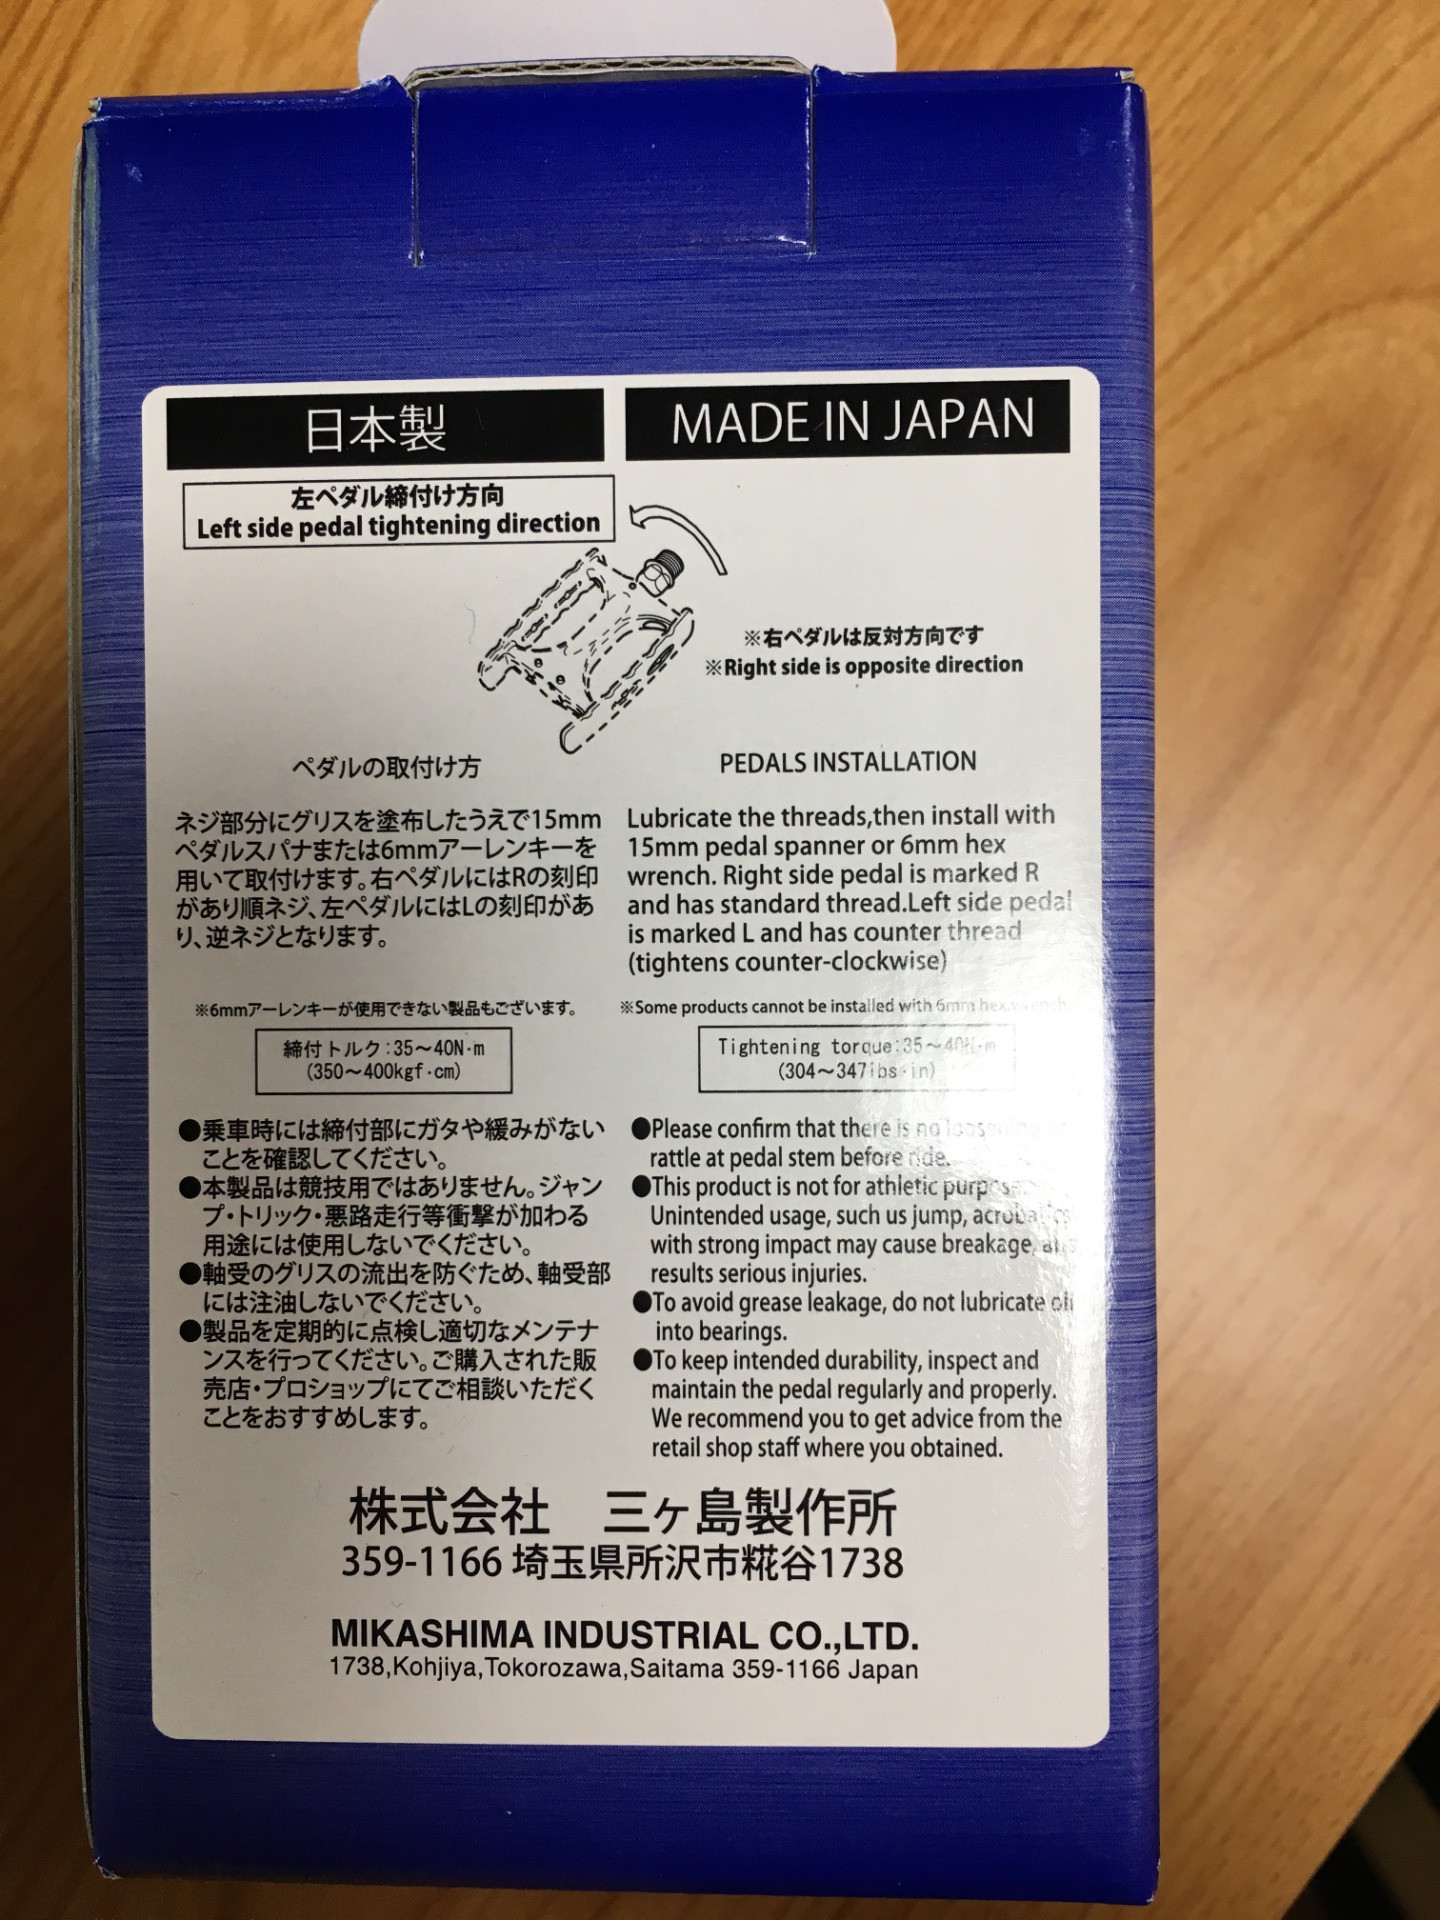 日本製
MADE IN JAPAN
左ペダル締付け方向
Left side pedal tightening direction
※右ペダルは反対方向です
※Right side is opposite direction
ペダルの取付け方
ネジ部分にグリスを塗布したうえで15mm
ペダルスパナまたは6mmアーレンキーを
用いて取付けます。右ペダルにはRの刻印
があり順ネジ、左ペダルにはLの刻印があ
り、逆ネジとなります。
※6mmアーレンキーが使用できない製品もございます。
締付トルク:35～40N·m
(350～400kgf·cm)
●乗車時には締付部にガタや緩みがない
ことを確認してください。
●本製品は競技用ではありません。ジャン
プ・トリック・悪路走行等衝撃が加わる
用途には使用しないでください。
●軸受のグリスの流出を防ぐため、軸受部
には注油しないでください。
●製品を定期的に点検し適切なメンテナ
ンスを行ってください。ご購入された販
売店・プロショップにてご相談いただく
ことをおすすめします。
PEDALS INSTALLATION
Lubricate the threads,then install with
15mm pedal spanner or 6mm hex
wrench. Right side pedal is marked R
and has standard thread.Left side pedal
is marked L and has counter thread
(tightens counter-clockwise)
※Some products cannot be installed with 6mm hex wrench.
Tightening torque:35～40N·m
(304～347lbs·in)
●Please confirm that there is no loosening or
rattle at pedal stem before ride.
●This product is not for athletic purpose.
Unintended usage, such us jump, acrobatics
with strong impact may cause breakage, and
results serious injuries.
●To avoid grease leakage, do not lubricate oil
into bearings.
●To keep intended durability, inspect and
maintain the pedal regularly and properly.
We recommend you to get advice from the
retail shop staff where you obtained.
株式会社 三ヶ島製作所
359-1166 埼玉県所沢市糀谷1738
MIKASHIMA INDUSTRIAL CO.,LTD.
1738,Kohjiya,Tokorozawa,Saitama 359-1166 Japan